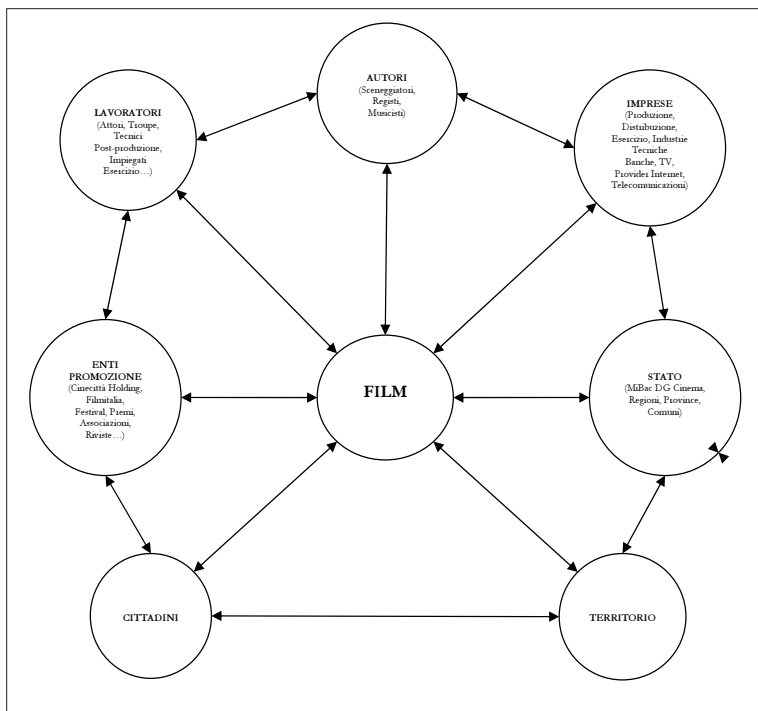 AUTORI
(Sceneggiatori,
Registi,
Musicisti)
LAVORATORI
(Attori, Troupe,
Tecnici
Post-produzione,
Impiegati
Esercizio…)
IMPRESE
(Produzione,
Distribuzione,
Esercizio, Industrie
Tecniche
Banche, TV,
Provider Internet,
Telecomunicazioni)
ENTI
PROMOZIONE
(Cinecittà Holding,
Filmitalia,
Festival, Premi,
Associazioni,
Riviste…)
FILM
STATO
(MiBac DG Cinema,
Regioni, Province,
Comuni)
CITTADINI
TERRITORIO